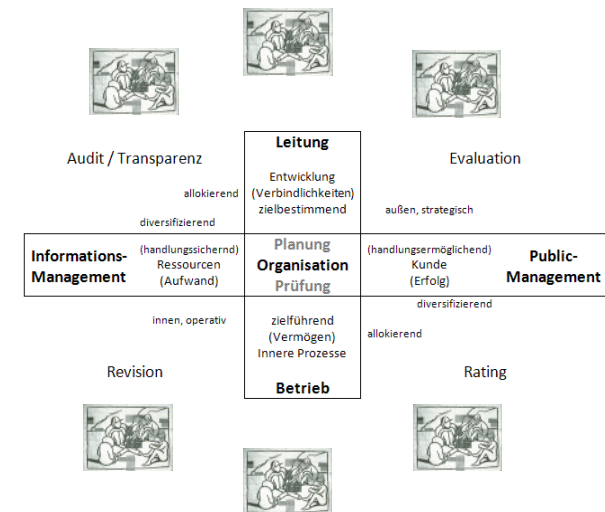 Leitung
Audit / Transparenz
Evaluation
Entwicklung
allokierend
(Verbindlichkeiten)
zielbestimmend
außen, strategisch
diversifizierend
Informations-
Management
(handlungssichernd)
Ressourcen
(Aufwand)
Planung
Organisation
Prüfung
(handlungsermöglichend)
Kunde
(Erfolg)
Public-
Management
diversifizierend
innen, operativ
zielführend
(Vermögen)
Innere Prozesse
allokierend
Revision
Rating
Betrieb